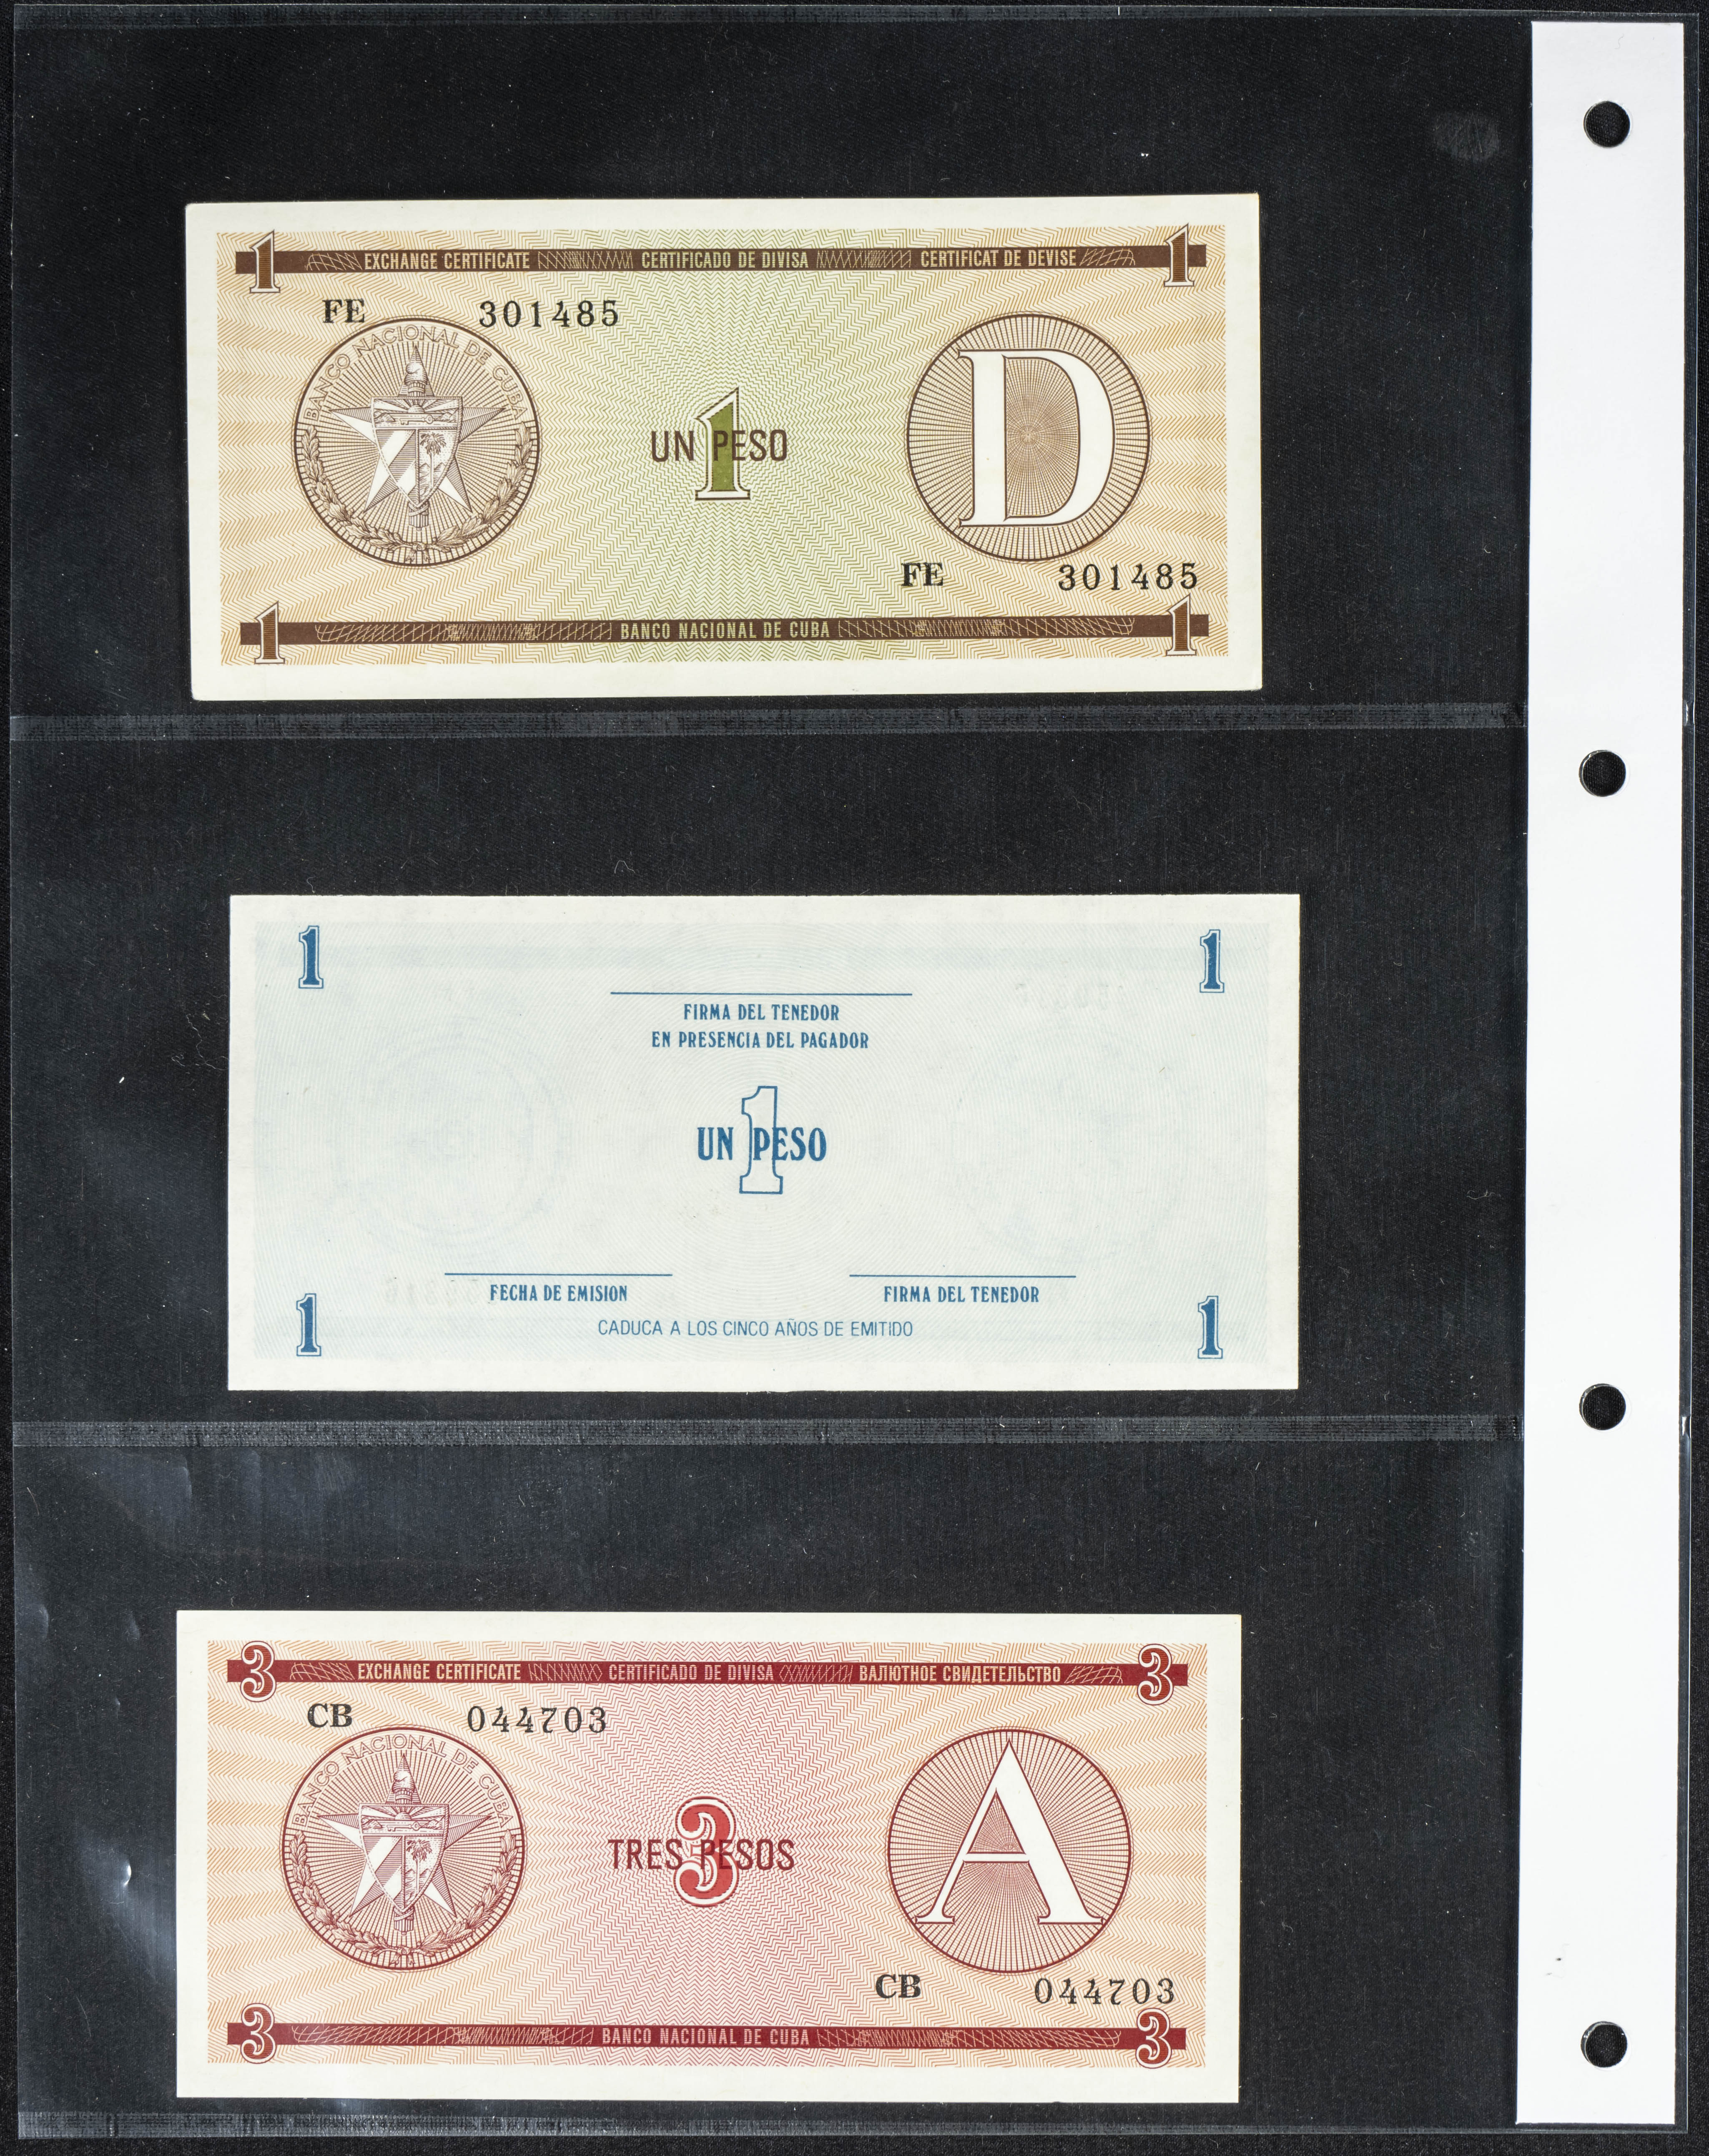 1 EXCHANGE CERTIFICATE CERTIFICADO DE DIVISA CERTIFICAT DE DEVISE 1
FE 301485
BANCO NACIONAL DE CUBA
D
1
UN PESO
FE 301485
1 BANCO NACIONAL DE CUBA 1
1 1
FIRMA DEL TENEDOR
EN PRESENCIA DEL PAGADOR
1
UN PESO
FECHA DE EMISION FIRMA DEL TENEDOR
1 1
CADUCA A LOS CINCO AÑOS DE EMITIDO
3 EXCHANGE CERTIFICATE CERTIFICADO DE DIVISA ВАЛЮТНОЕ СВИДЕТЕЛЬСТВО 3
CB 044703
BANCO NACIONAL DE CUBA
A
3
TRES PESOS
CB 044703
3 BANCO NACIONAL DE CUBA 3